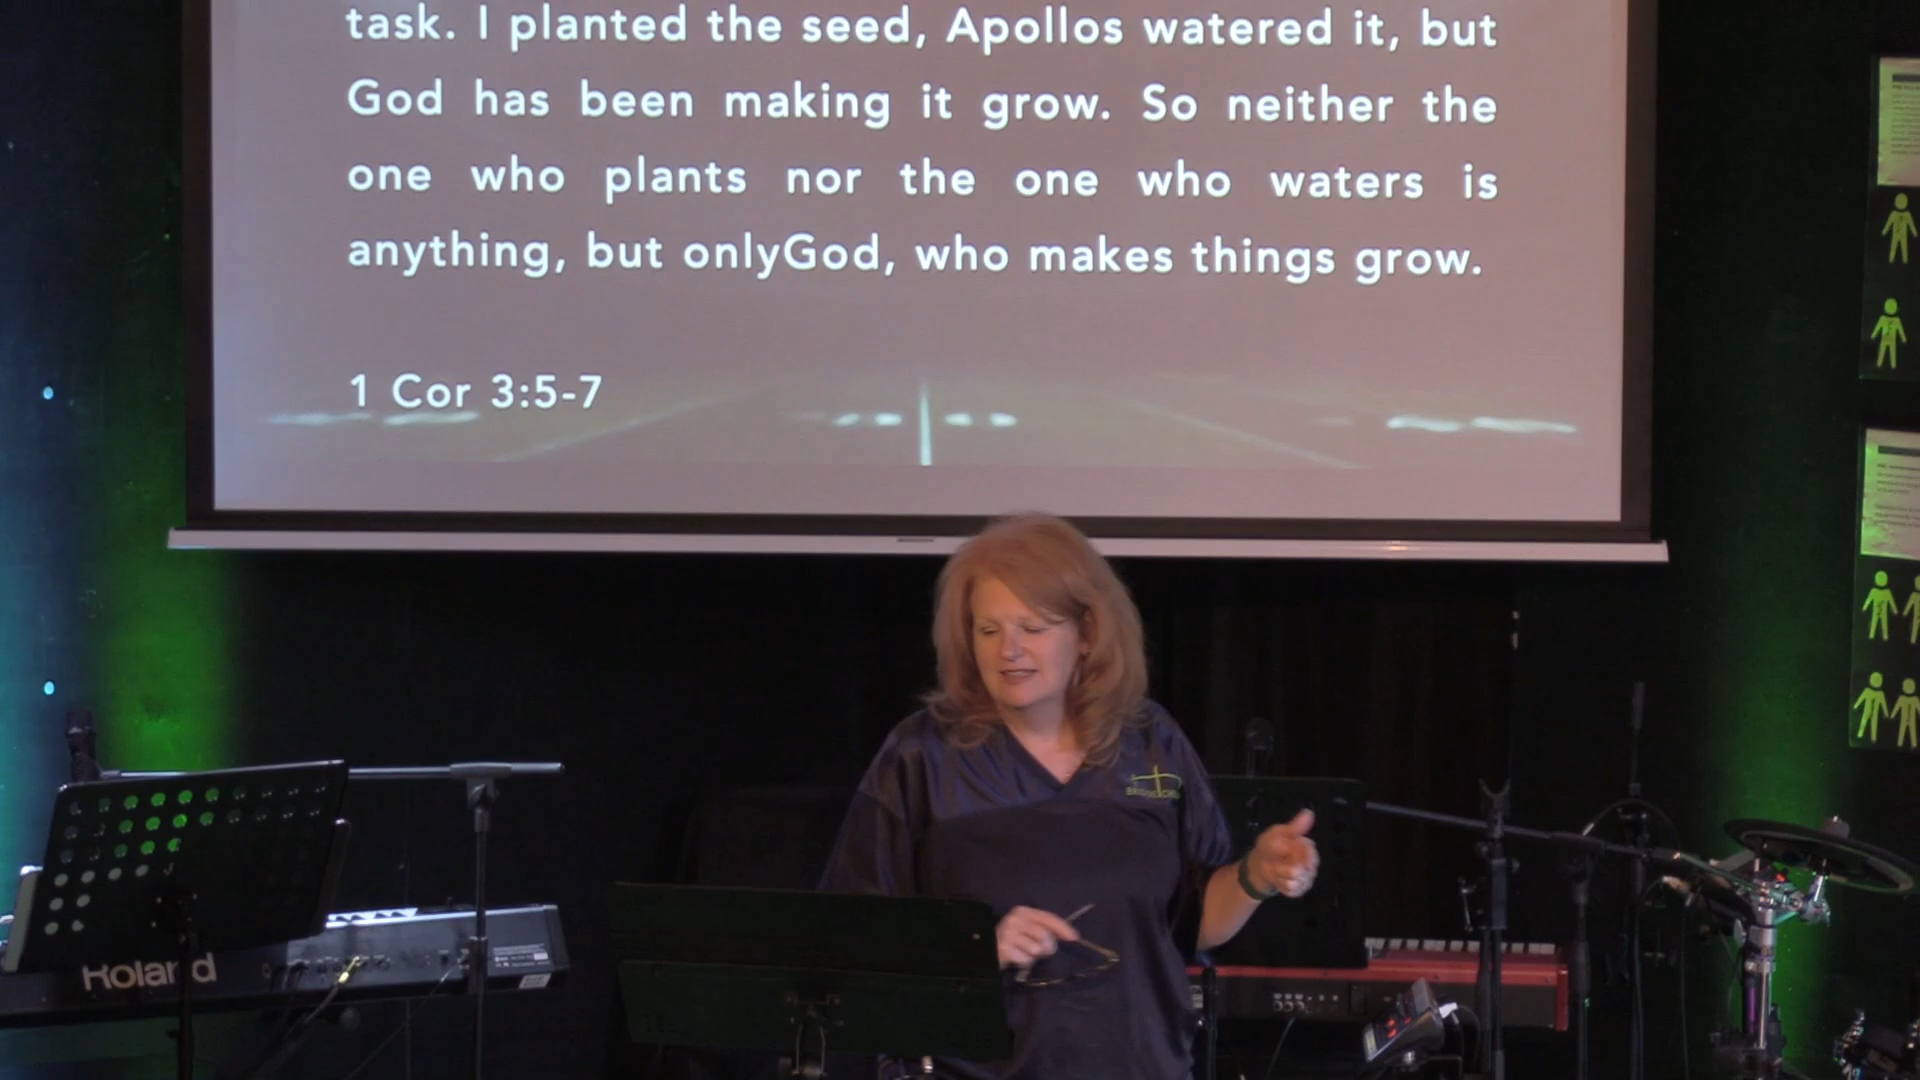 task. I planted the seed, Apollos watered it, but
God has been making it grow. So neither the
one who plants nor the one who waters is
anything, but onlyGod, who makes things grow.
1 Cor 3:5-7
Roland